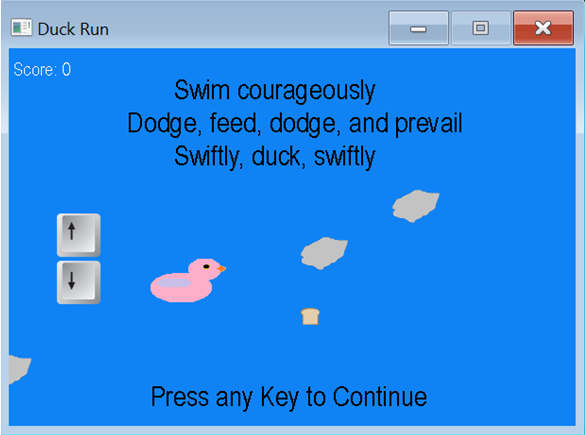 Duck Run
Score: 0
Swim courageously
Dodge, feed, dodge, and prevail
Swiftly, duck, swiftly
↑
↓
Press any Key to Continue